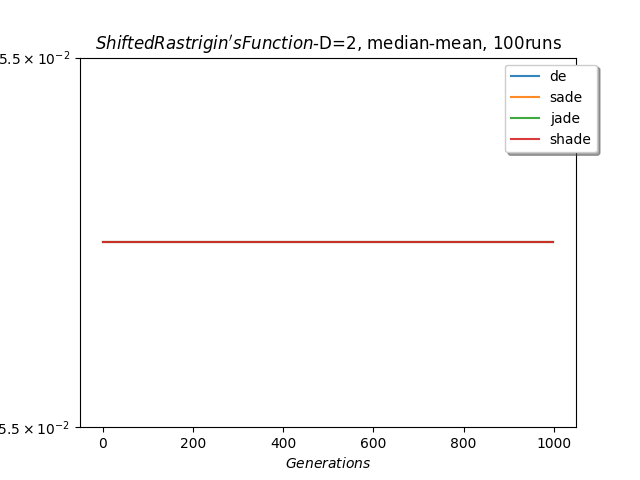 ShiftedRastrigin'sFunction-D=2, median-mean, 100runs
5.5 × 10⁻²
de
sade
jade
shade
5.5 × 10⁻²
0 200 400 600 800 1000
Generations